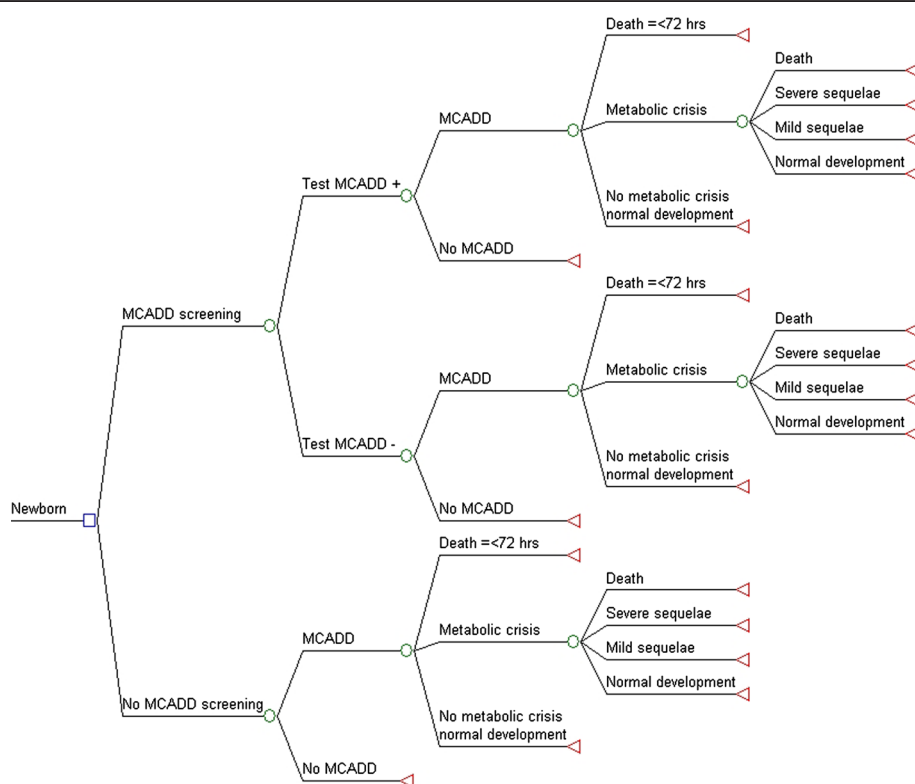 Death =<72 hrs
Death
Severe sequelae
Metabolic crisis
MCADD
Mild sequelae
Normal development
Test MCADD +
No metabolic crisis
normal development
No MCADD
Death =<72 hrs
MCADD screening
Death
Severe sequelae
Metabolic crisis
MCADD
Mild sequelae
Normal development
Test MCADD -
No metabolic crisis
normal development
No MCADD
Newborn
Death =<72 hrs
Death
Severe sequelae
Metabolic crisis
MCADD
Mild sequelae
Normal development
No MCADD screening
No metabolic crisis
normal development
No MCADD